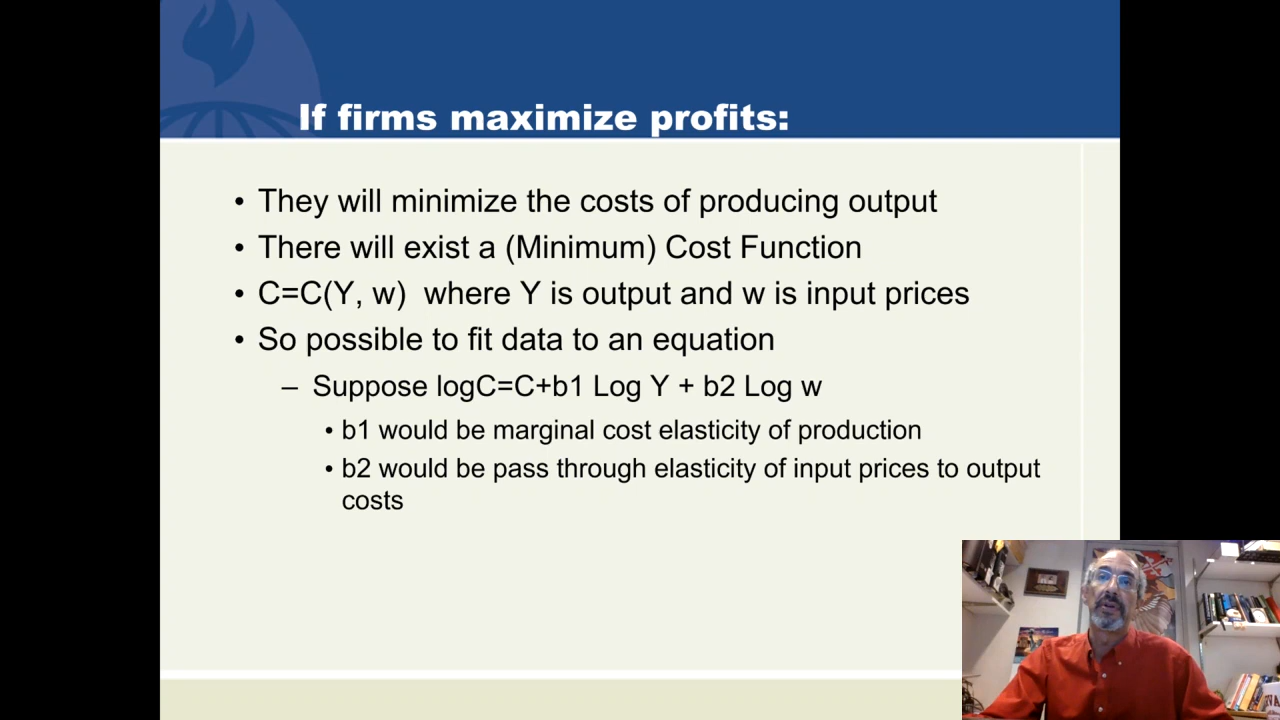 If firms maximize profits:
• They will minimize the costs of producing output
• There will exist a (Minimum) Cost Function
• C=C(Y, w) where Y is output and w is input prices
• So possible to fit data to an equation
– Suppose logC=C+b1 Log Y + b2 Log w
• b1 would be marginal cost elasticity of production
• b2 would be pass through elasticity of input prices to output
costs